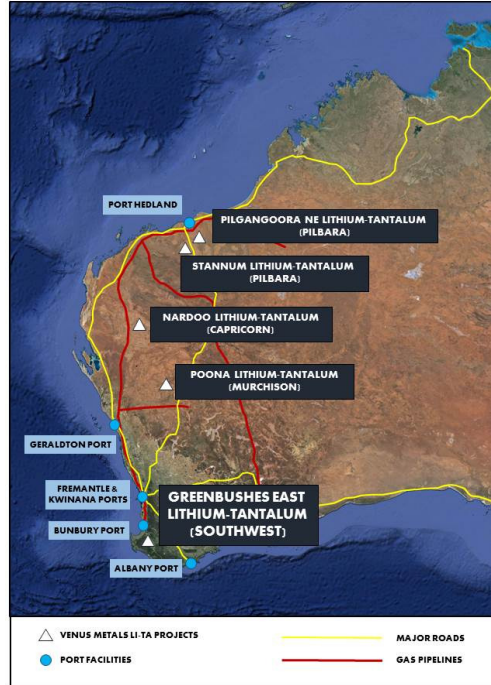 PORT HEDLAND
PILGANGOORA NE LITHIUM-TANTALUM
(PILBARA)
STANNUM LITHIUM-TANTALUM
(PILBARA)
NARDOO LITHIUM-TANTALUM
(CAPRICORN)
POONA LITHIUM-TANTALUM
(MURCHISON)
GERALDTON PORT
FREMANTLE &
KWINANA PORTS
GREENBUSHES EAST
LITHIUM-TANTALUM
(SOUTHWEST)
BUNBURY PORT
ALBANY PORT
VENUS METALS LI-TA PROJECTS
MAJOR ROADS
PORT FACILITIES
GAS PIPELINES